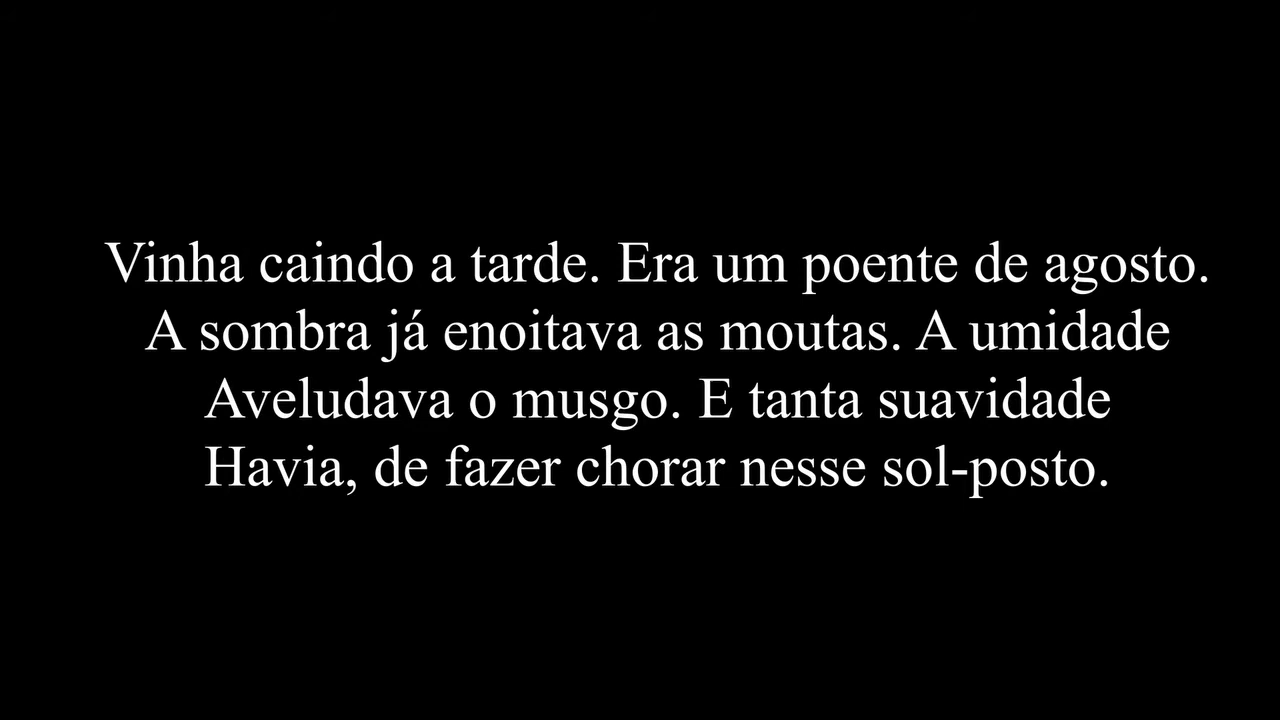 Vinha caindo a tarde. Era um poente de agosto.
A sombra já enoitava as moutas. A umidade
Aveludava o musgo. E tanta suavidade
Havia, de fazer chorar nesse sol-posto.